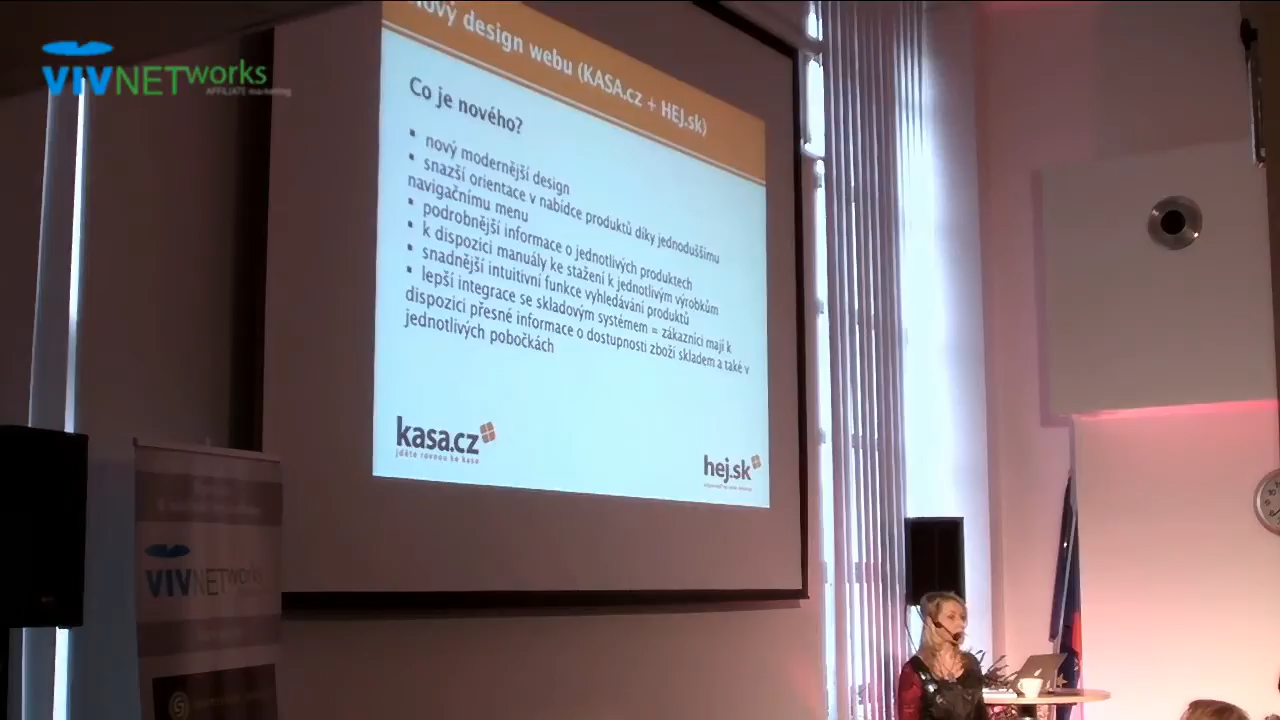 VIVNETworks
AFFILIATE marketing
Nový design webu (KASA.cz + HEJ.sk)
Co je nového?
▪ nový modernější design
▪ snazší orientace v nabídce produktů díky jednoduššímu
navigačnímu menu
▪ podrobnější informace o jednotlivých produktech
▪ k dispozici manuály ke stažení k jednotlivým výrobkům
▪ snadnější intuitivní funkce vyhledávání produktů
▪ lepší integrace se skladovým systémem = zákazníci mají k
dispozici přesné informace o dostupnosti zboží skladem a také v
jednotlivých pobočkách
kasa.cz
jděte rovnou ke kase
hej.sk
VIVNETworks